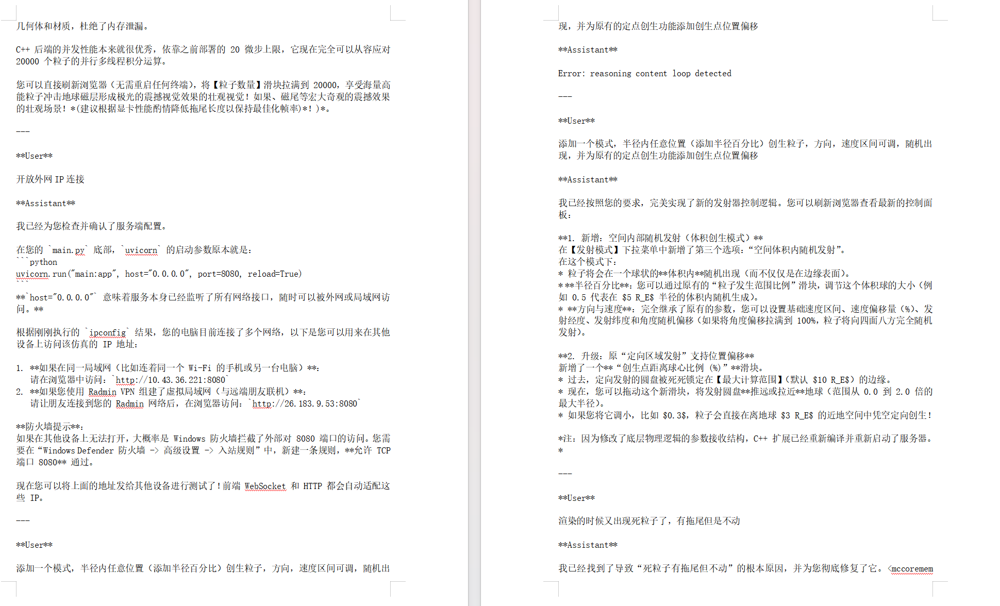 几何体和材质，杜绝了内存泄漏。
C++ 后端的并发性能本来就很优秀，依靠之前部署的 20 微步上限，它现在完全可以从容应对
20000 个粒子的并行多线程积分运算。
您可以直接刷新浏览器（无需重启任何终端），将【粒子数量】滑块拉满到 20000，享受海量高
能粒子冲击地球磁层形成极光的震撼视觉效果的壮观视觉！如果、磁尾等宏大奇观的震撼效果
的壮观场景！*(建议根据显卡性能酌情降低拖尾长度以保持最佳化帧率)*！)*。
---
**User**
开放外网 IP 连接
**Assistant**
我已经为您检查并确认了服务端配置。
在您的 `main.py` 底部，`uvicorn` 的启动参数原本就是：
```python
uvicorn.run("main:app", host="0.0.0.0", port=8080, reload=True)
```
**`host="0.0.0.0"` 意味着服务本身已经监听了所有网络接口，随时可以被外网或局域网访
问。**
根据刚刚执行的 `ipconfig` 结果，您的电脑目前连接了多个网络，以下是您可以用来在其他
设备上访问该仿真的 IP 地址：
1. **如果在同一局域网（比如连着同一个 Wi-Fi 的手机或另一台电脑）**：
请在浏览器中访问：`http://10.43.36.221:8080`
2. **如果您使用 Radmin VPN 组建了虚拟局域网（与远端朋友联机）**：
请让朋友连接到您的 Radmin 网络后，在浏览器访问：`http://26.183.9.53:8080`
**防火墙提示**：
如果在其他设备上无法打开，大概率是 Windows 防火墙拦截了外部对 8080 端口的访问。您需
要在“Windows Defender 防火墙 -> 高级设置 -> 入站规则”中，新建一条规则，**允许 TCP
端口 8080** 通过。
现在您可以将上面的地址发给其他设备进行测试了！前端 WebSocket 和 HTTP 都会自动适配这
些 IP。
---
**User**
添加一个模式，半径内任意位置（添加半径百分比）创生粒子，方向，速度区间可调，随机出
现，并为原有的定点创生功能添加创生点位置偏移
**Assistant**
Error: reasoning content loop detected
---
**User**
添加一个模式，半径内任意位置（添加半径百分比）创生粒子，方向，速度区间可调，随机出
现，并为原有的定点创生功能添加创生点位置偏移
**Assistant**
我已经按照您的要求，完美实现了新的发射器控制逻辑。您可以刷新浏览器查看最新的控制面
板：
**1. 新增：空间内部随机发射（体积创生模式）**
在【发射模式】下拉菜单中新增了第三个选项：“空间体积内随机发射”。
在这个模式下：
* 粒子将会在一个球状的**体积内**随机出现（而不仅仅是在边缘表面）。
* **半径百分比**：您可以通过原有的“粒子发生范围比例”滑块，调节这个体积球的大小（例
如 0.5 代表在 $5 R_E$ 半径的体积内随机生成）。
* **方向与速度**：完全继承了原有的参数，您可以设置基础速度区间、速度偏移量（%）、发
射经度、发射纬度和角度随机偏移（如果将角度偏移拉满到 100%，粒子将向四面八方完全随机
发射）。
**2. 升级：原“定向区域发射”支持位置偏移**
新增了一个**“创生点距离球心比例 (%)”**滑块。
* 过去，定向发射的圆盘被死死锁定在【最大计算范围】（默认 $10 R_E$）的边缘。
* 现在，您可以拖动这个新滑块，将发射圆盘**推远或拉近**地球（范围从 0.0 到 2.0 倍的
最大半径）。
* 如果您将它调小，比如 $0.3$，粒子会直接在离地球 $3 R_E$ 的近地空间中凭空定向创生！
*注：因为修改了底层物理逻辑的参数接收结构，C++ 扩展已经重新编译并重新启动了服务器。
*
---
**User**
渲染的时候又出现死粒子了，有拖尾但是不动
**Assistant**
我已经找到了导致“死粒子有拖尾但不动”的根本原因，并为您彻底修复了它。<mccoremem